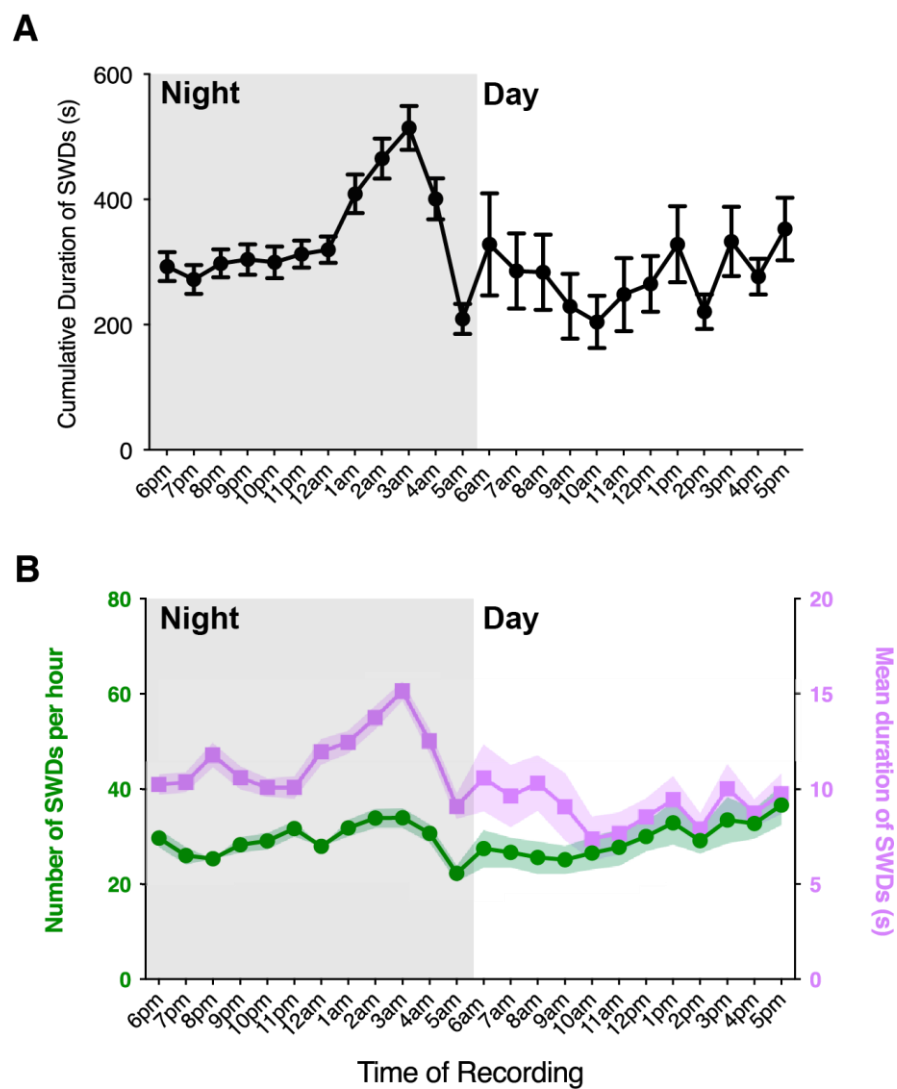 A
Cumulative Duration of SWDs (s)
600
400
200
0
Night
Day
6pm
7pm
8pm
9pm
10pm
11pm
12am
1am
2am
3am
4am
5am
6am
7am
8am
9am
10am
11am
12pm
1pm
2pm
3pm
4pm
5pm
B
Number of SWDs per hour
80
60
40
20
0
Night
Day
20
15
10
5
0
Mean duration of SWDs (s)
6pm
7pm
8pm
9pm
10pm
11pm
12am
1am
2am
3am
4am
5am
6am
7am
8am
9am
10am
11am
12pm
1pm
2pm
3pm
4pm
5pm
Time of Recording